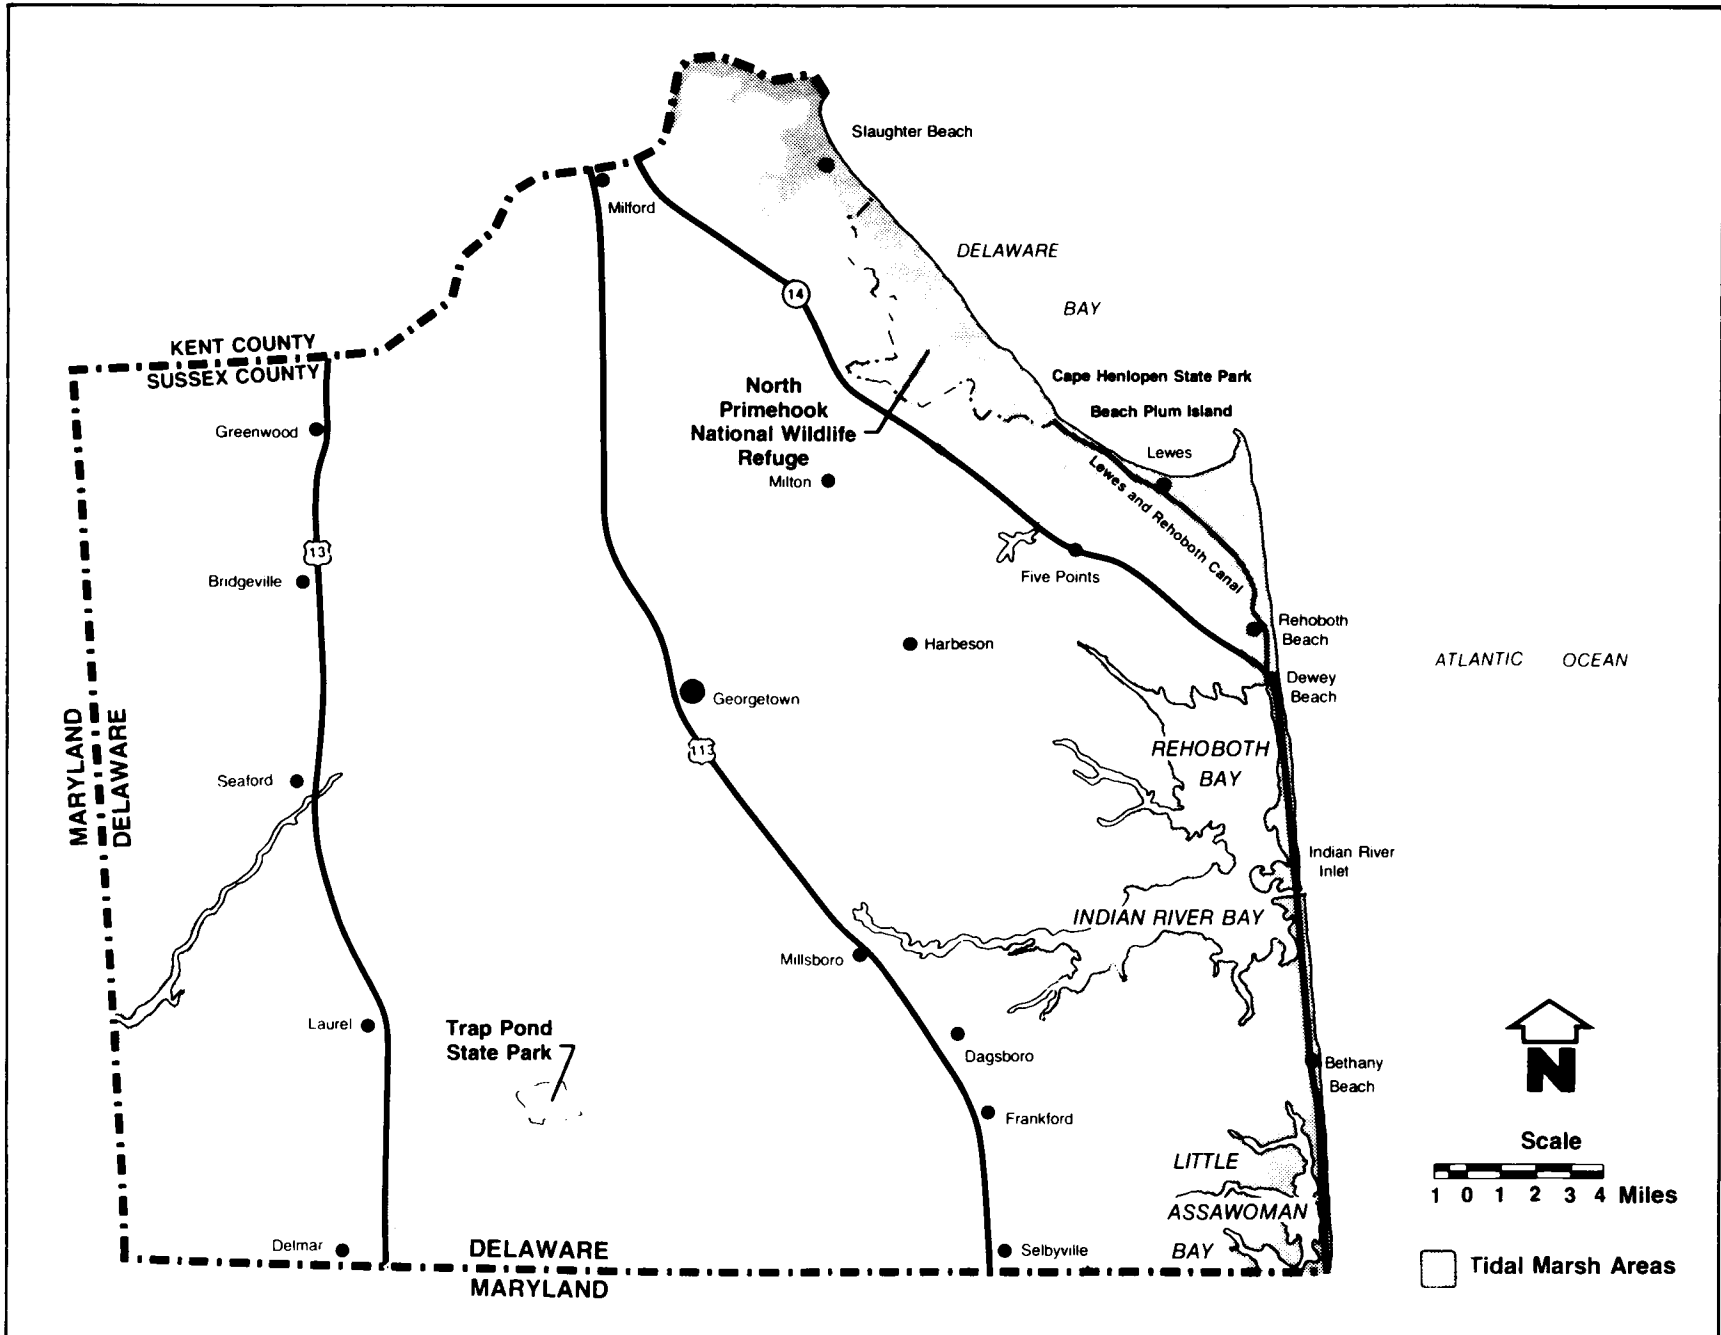 Slaughter Beach
Milford
DELAWARE
BAY
14
KENT COUNTY
SUSSEX COUNTY
Cape Henlopen State Park
Beach Plum Island
North
Primehook
National Wildlife
Refuge
Greenwood
Lewes
Milton
Lewes and Rehoboth Canal
13
Bridgeville
Five Points
Rehoboth
Beach
Harbeson
ATLANTIC OCEAN
Dewey
Beach
Georgetown
MARYLAND
DELAWARE
113
REHOBOTH
BAY
Seaford
Indian River
Inlet
INDIAN RIVER BAY
Millsboro
Laurel
Trap Pond
State Park
Dagsboro
N
Bethany
Beach
Frankford
Scale
1 0 1 2 3 4 Miles
LITTLE
ASSAWOMAN
BAY
Delmar
DELAWARE
MARYLAND
Selbyville
Tidal Marsh Areas